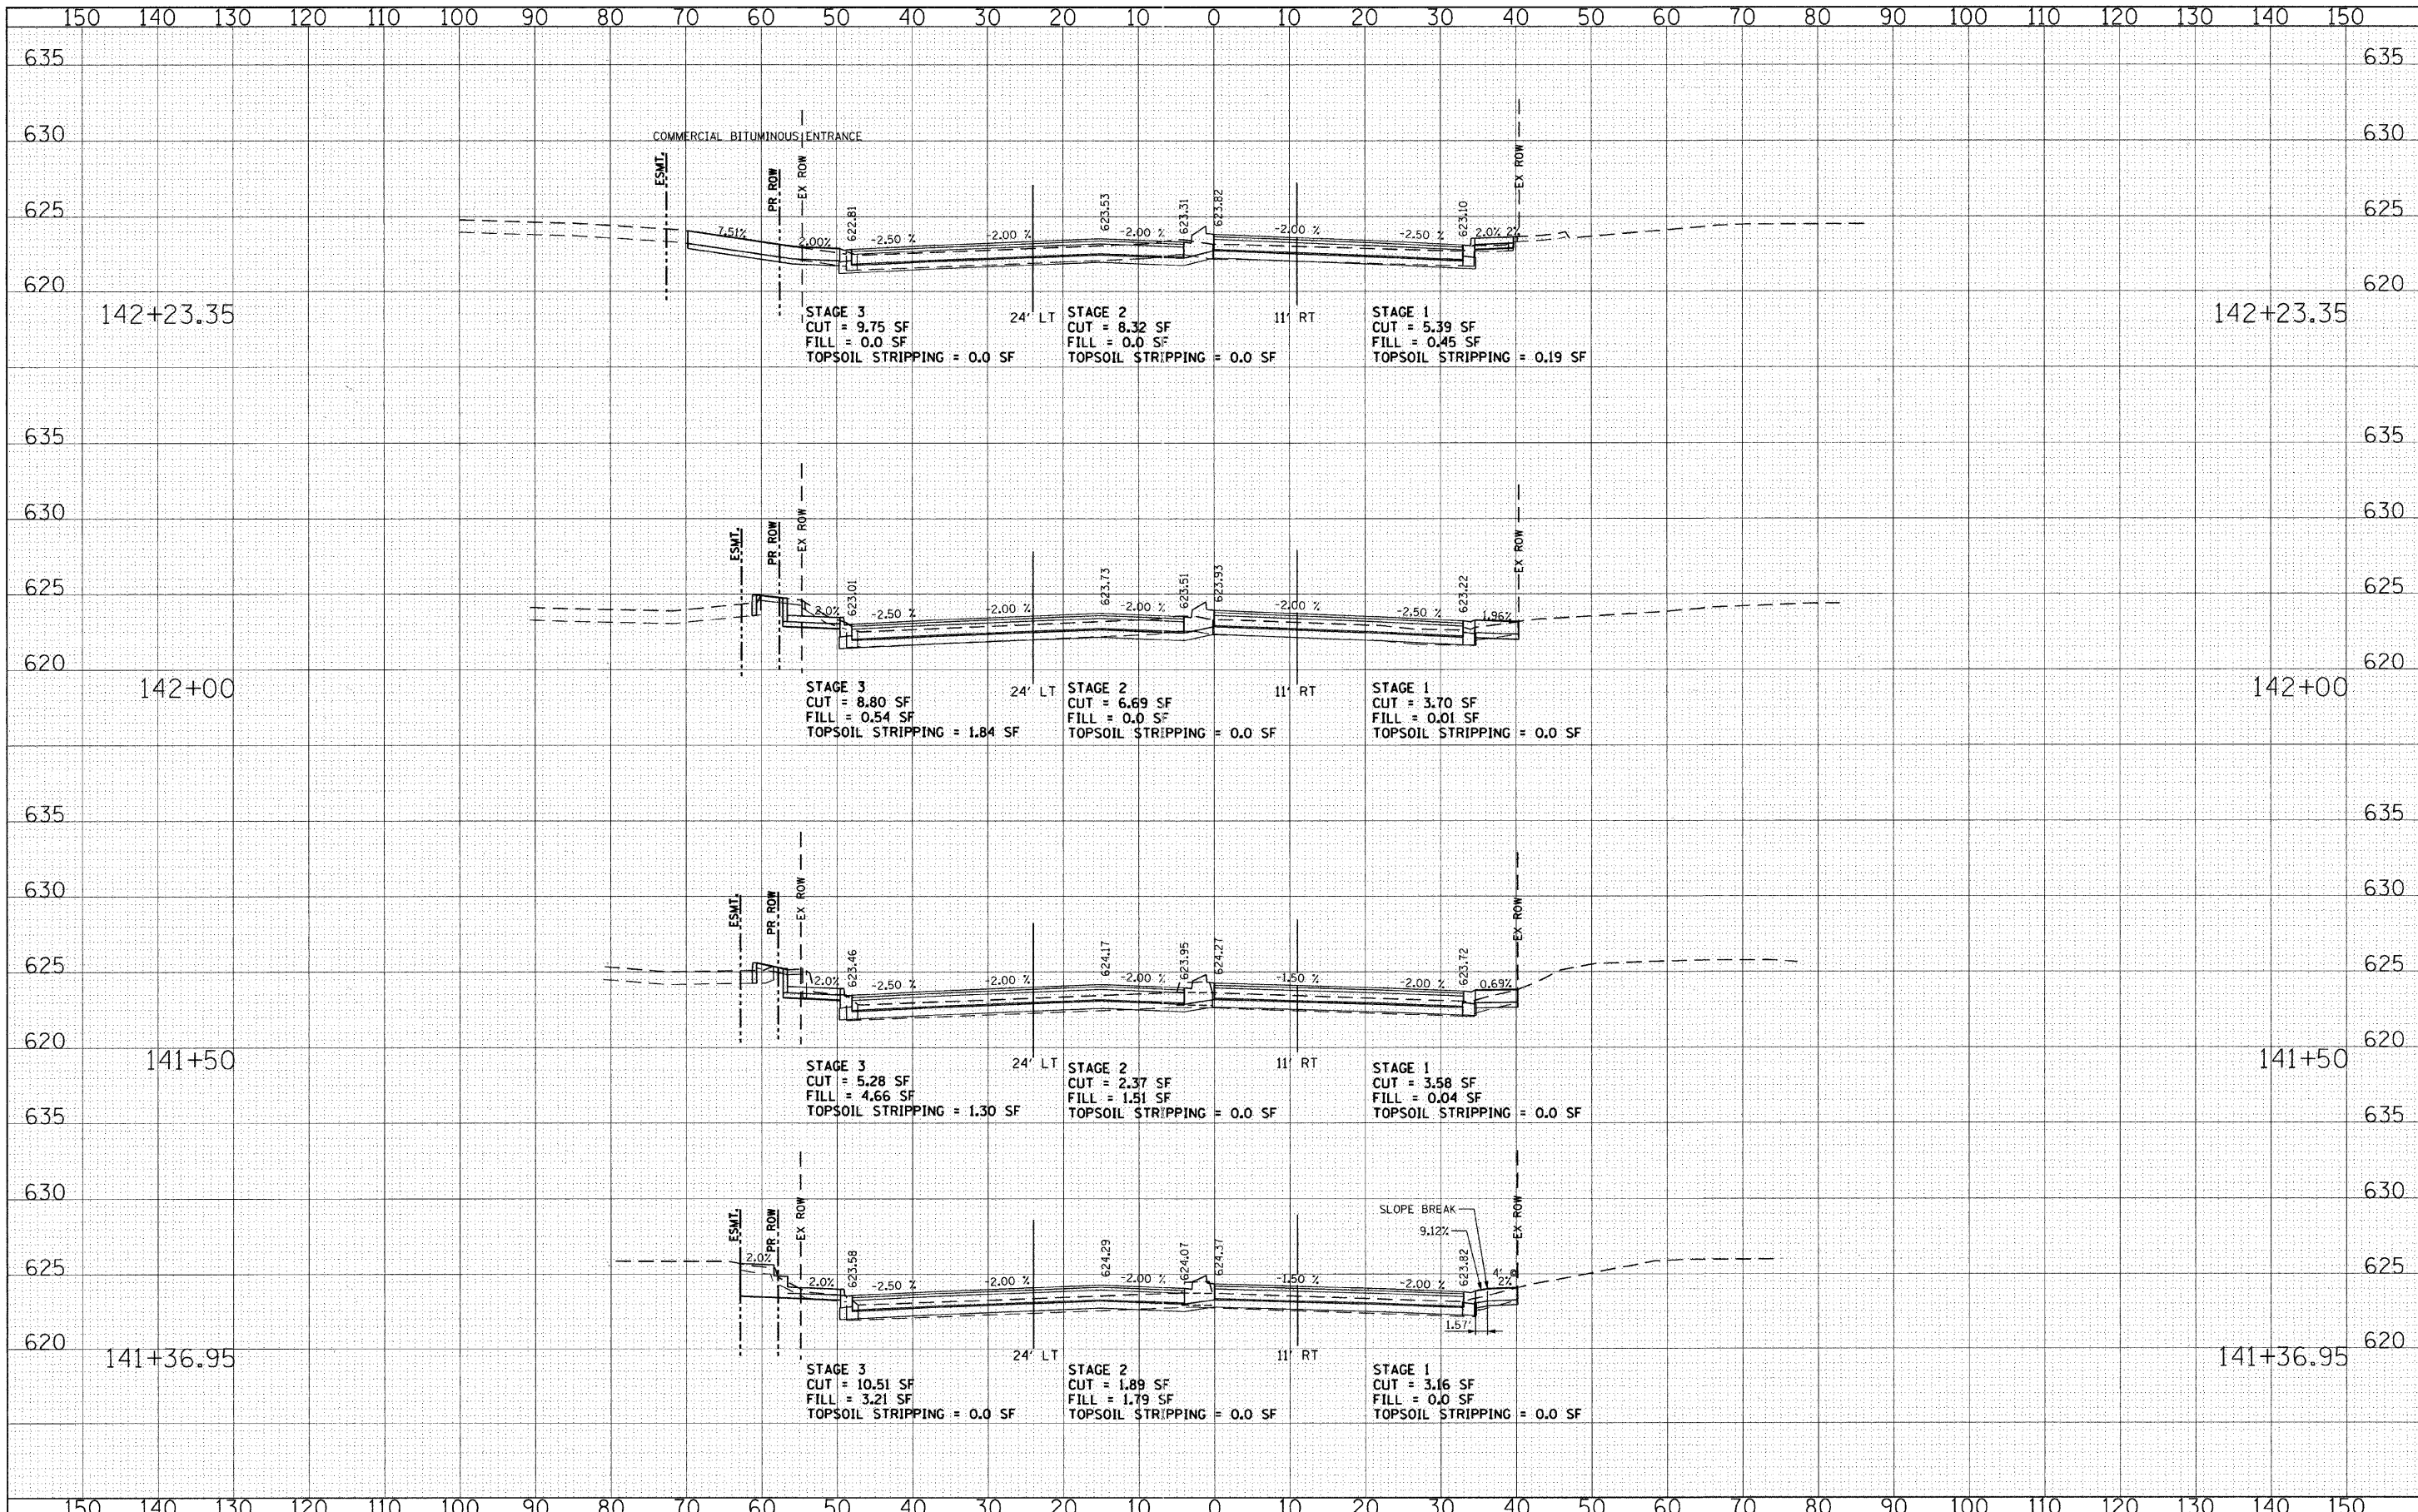 150 140 130 120 110 100 90 80 70 60 50 40 30 20 10 0 10 20 30 40 50 60 70 80 90 100 110 120 130 140 150
635 635
630 630
COMMERCIAL BITUMINOUS ENTRANCE
ESMT. PR ROW EX ROW EX ROW
625 625
7.51% 2.00% 622.81 -2.50 % -2.00 % 623.53 -2.00 % 623.31 623.82 -2.00 % -2.50 % 623.10 2.0% 2%
620 620
142+23.35 142+23.35
24' LT 11' RT
STAGE 3
CUT = 9.75 SF
FILL = 0.0 SF
TOPSOIL STRIPPING = 0.0 SF
STAGE 2
CUT = 8.32 SF
FILL = 0.0 SF
TOPSOIL STRIPPING = 0.0 SF
STAGE 1
CUT = 5.39 SF
FILL = 0.45 SF
TOPSOIL STRIPPING = 0.19 SF
635 635
630 630
ESMT. PR ROW EX ROW EX ROW
625 625
2.0% 623.01 -2.50 % -2.00 % 623.73 -2.00 % 623.51 623.93 -2.00 % -2.50 % 623.22 1.96%
620 620
142+00 142+00
24' LT 11' RT
STAGE 3
CUT = 8.80 SF
FILL = 0.54 SF
TOPSOIL STRIPPING = 1.84 SF
STAGE 2
CUT = 6.69 SF
FILL = 0.0 SF
TOPSOIL STRIPPING = 0.0 SF
STAGE 1
CUT = 3.70 SF
FILL = 0.01 SF
TOPSOIL STRIPPING = 0.0 SF
635 635
630 630
ESMT. PR ROW EX ROW EX ROW
625 625
2.0% 623.46 -2.50 % -2.00 % 624.17 -2.00 % 623.95 624.27 -1.50 % -2.00 % 623.72 0.69%
620 620
141+50 141+50
24' LT 11' RT
STAGE 3
CUT = 5.28 SF
FILL = 4.66 SF
TOPSOIL STRIPPING = 1.30 SF
STAGE 2
CUT = 2.37 SF
FILL = 1.51 SF
TOPSOIL STRIPPING = 0.0 SF
STAGE 1
CUT = 3.58 SF
FILL = 0.04 SF
TOPSOIL STRIPPING = 0.0 SF
635 635
630 630
SLOPE BREAK
9.12%
ESMT. PR ROW EX ROW EX ROW
625 625
2.0% 2.0% 623.58 -2.50 % -2.00 % 624.29 -2.00 % 624.07 624.37 -1.50 % -2.00 % 623.82 4' 2%
1.57'
620 620
141+36.95 141+36.95
24' LT 11' RT
STAGE 3
CUT = 10.51 SF
FILL = 3.21 SF
TOPSOIL STRIPPING = 0.0 SF
STAGE 2
CUT = 1.89 SF
FILL = 1.79 SF
TOPSOIL STRIPPING = 0.0 SF
STAGE 1
CUT = 3.16 SF
FILL = 0.0 SF
TOPSOIL STRIPPING = 0.0 SF
150 140 130 120 110 100 90 80 70 60 50 40 30 20 10 0 10 20 30 40 50 60 70 80 90 100 110 120 130 140 150